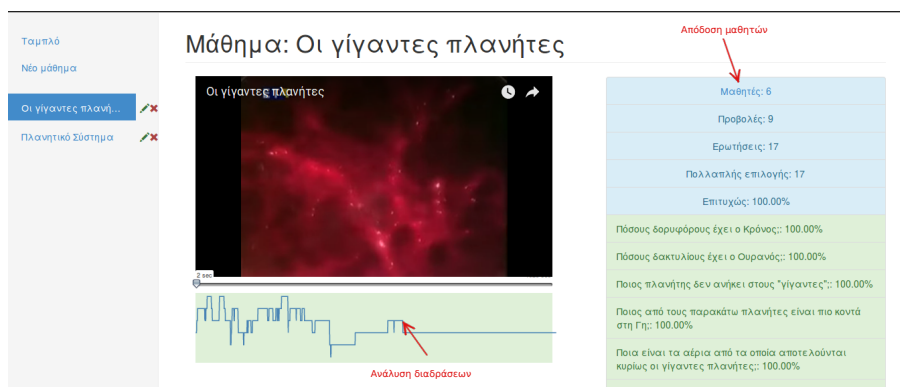 Ταμπλό
Νέο μάθημα
Οι γίγαντες πλανή...
Πλανητικό Σύστημα
Μάθημα: Οι γίγαντες πλανήτες
Οι γίγαντες πλανήτες
2 sec
Ανάλυση διαδράσεων
Απόδοση μαθητών
Μαθητές: 6
Προβολές: 9
Ερωτήσεις: 17
Πολλαπλής επιλογής: 17
Επιτυχώς: 100.00%
Πόσους δορυφόρους έχει ο Κρόνος;: 100.00%
Πόσους δακτυλίους έχει ο Ουρανός;: 100.00%
Ποιος πλανήτης δεν ανήκει στους "γίγαντες";: 100.00%
Ποιος από τους παρακάτω πλανήτες είναι πιο κοντά
στη Γη;: 100.00%
Ποια είναι τα αέρια από τα οποία αποτελούνται
κυρίως οι γίγαντες πλανήτες;: 100.00%